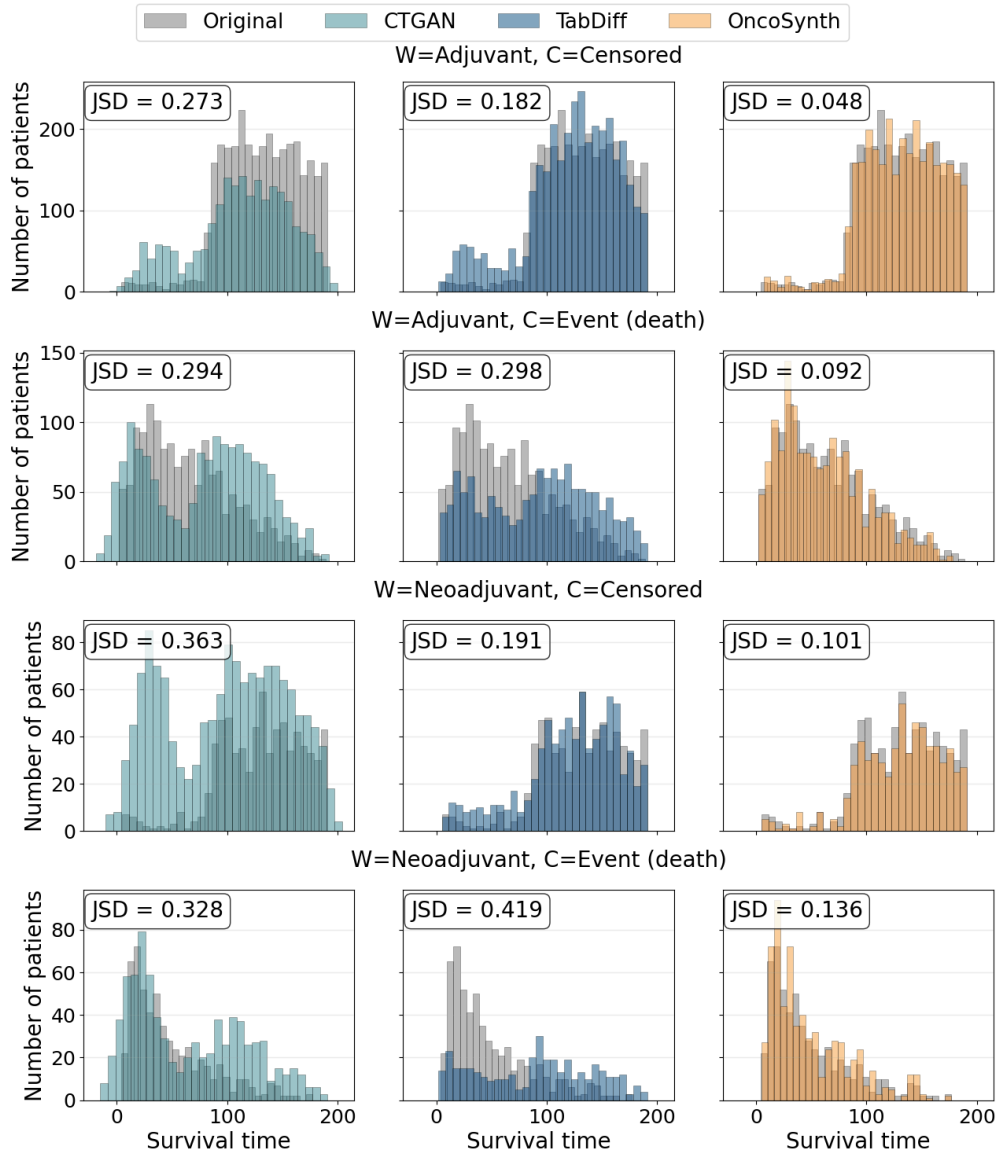 Original CTGAN TabDiff OncoSynth
W=Adjuvant, C=Censored
JSD = 0.273 JSD = 0.182 JSD = 0.048
Number of patients
200
100
0
W=Adjuvant, C=Event (death)
JSD = 0.294 JSD = 0.298 JSD = 0.092
Number of patients
150
100
50
0
W=Neoadjuvant, C=Censored
JSD = 0.363 JSD = 0.191 JSD = 0.101
Number of patients
80
60
40
20
0
W=Neoadjuvant, C=Event (death)
JSD = 0.328 JSD = 0.419 JSD = 0.136
Number of patients
80
60
40
20
0
0 100 200 0 100 200 0 100 200
Survival time Survival time Survival time